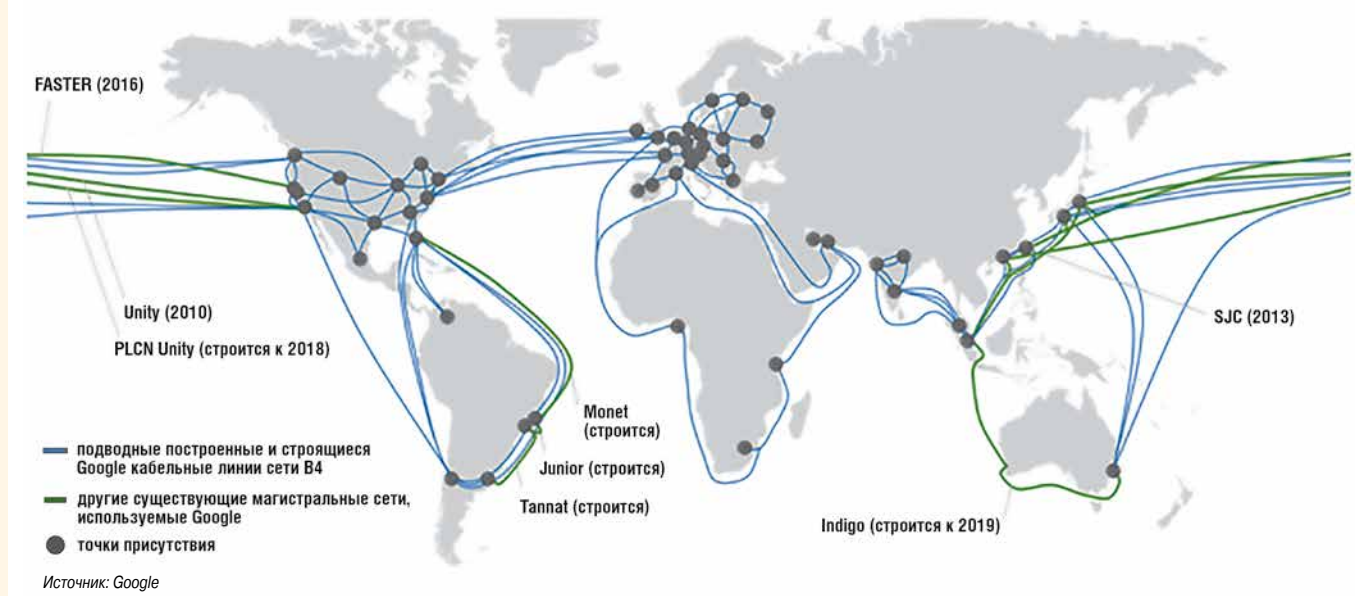 FASTER (2016)
Unity (2010)
PLCN Unity (строится к 2018)
SJC (2013)
Monet
(строится)
Junior (строится)
Tannat (строится)
Indigo (строится к 2019)
подводные построенные и строящиеся
Google кабельные линии сети B4
другие существующие магистральные сети,
используемые Google
точки присутствия
Источник: Google